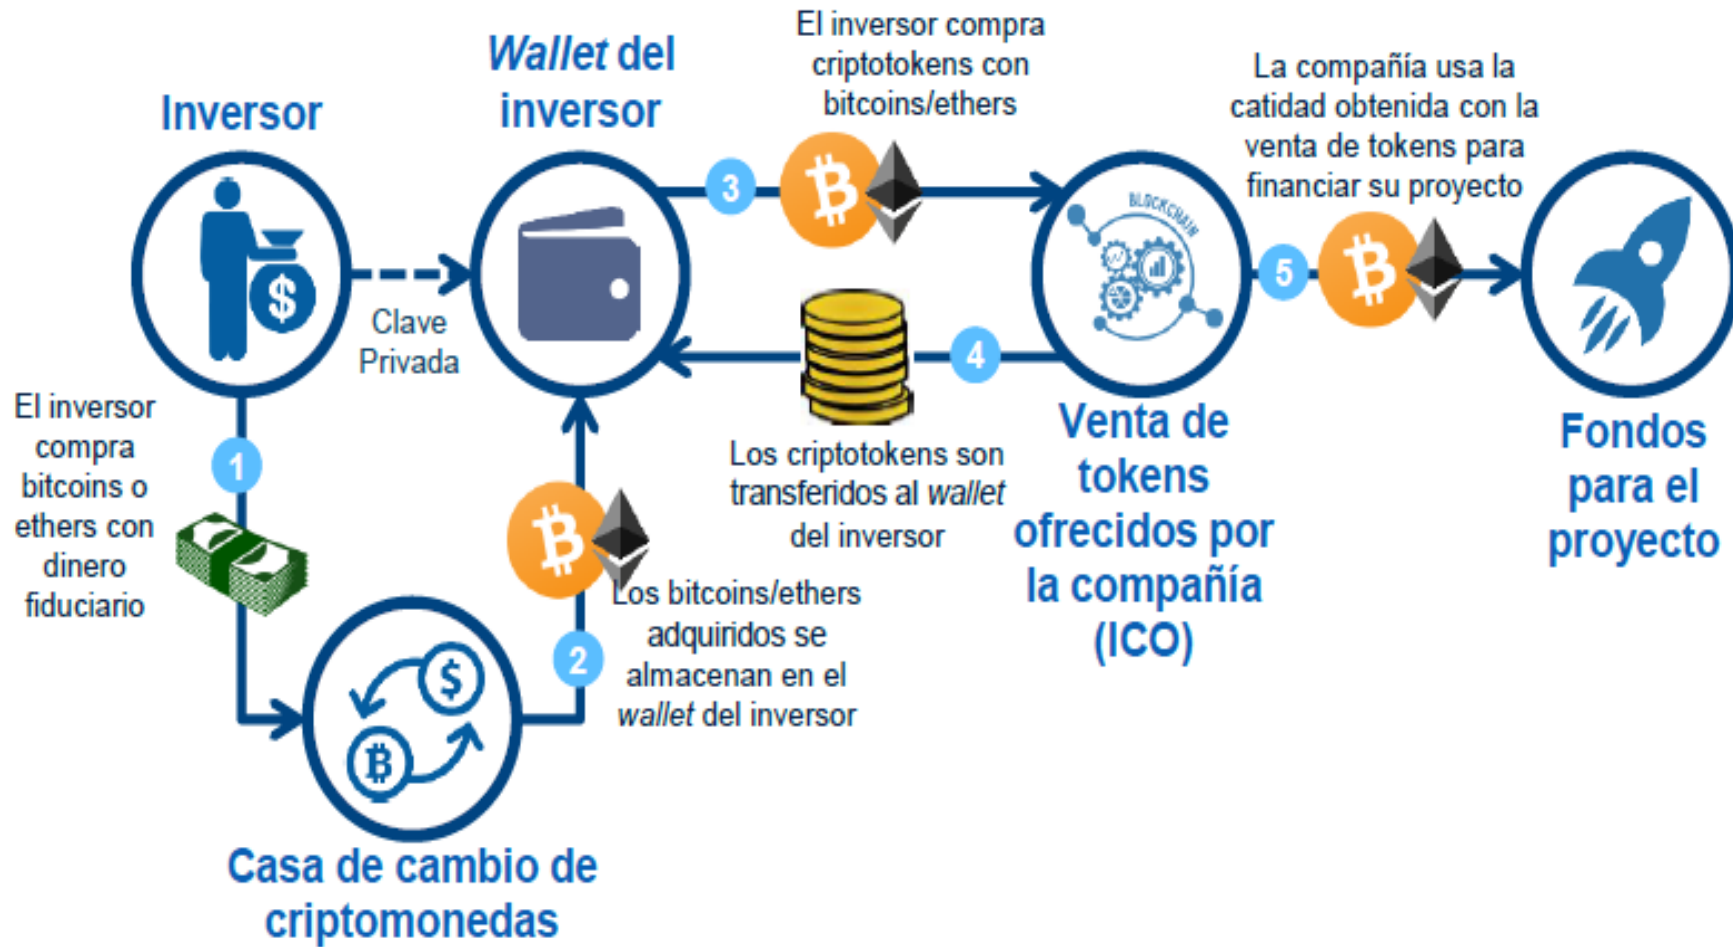 Inversor
Wallet del
inversor
El inversor compra
criptotokens con
bitcoins/ethers
La compañía usa la
catidad obtenida con la
venta de tokens para
financiar su proyecto
3
BLOCKCHAIN
5
$
Clave
Privada
4
El inversor
compra
bitcoins o
ethers con
dinero
fiduciario
1
Los criptotokens son
transferidos al wallet
del inversor
Venta de
tokens
ofrecidos por
la compañía
(ICO)
Fondos
para el
proyecto
Los bitcoins/ethers
adquiridos se
almacenan en el
wallet del inversor
2
$
Casa de cambio de
criptomonedas